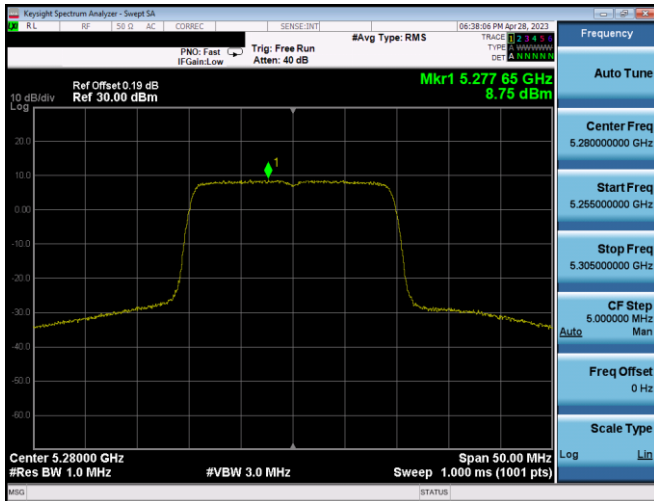 Keysight Spectrum Analyzer - Swept SA
RL RF 50 Ω AC CORREC SENSE:INT 06:38:06 PM Apr 28, 2023
#Avg Type: RMS TRACE 1 2 3 4 5 6
PNO: Fast Trig: Free Run TYPE A WWWWW
IFGain:Low Atten: 40 dB DET A N N N N N
Mkr1 5.277 65 GHz
8.75 dBm
Ref Offset 0.19 dB
10 dB/div Ref 30.00 dBm
Log
20.0
1
10.0
0.00
-10.0
-20.0
-30.0
-40.0
-50.0
-60.0
Center 5.28000 GHz Span 50.00 MHz
#Res BW 1.0 MHz #VBW 3.0 MHz Sweep 1.000 ms (1001 pts)
MSG STATUS
Frequency
Auto Tune
Center Freq
5.280000000 GHz
Start Freq
5.255000000 GHz
Stop Freq
5.305000000 GHz
CF Step
5.000000 MHz
Auto Man
Freq Offset
0 Hz
Scale Type
Log Lin